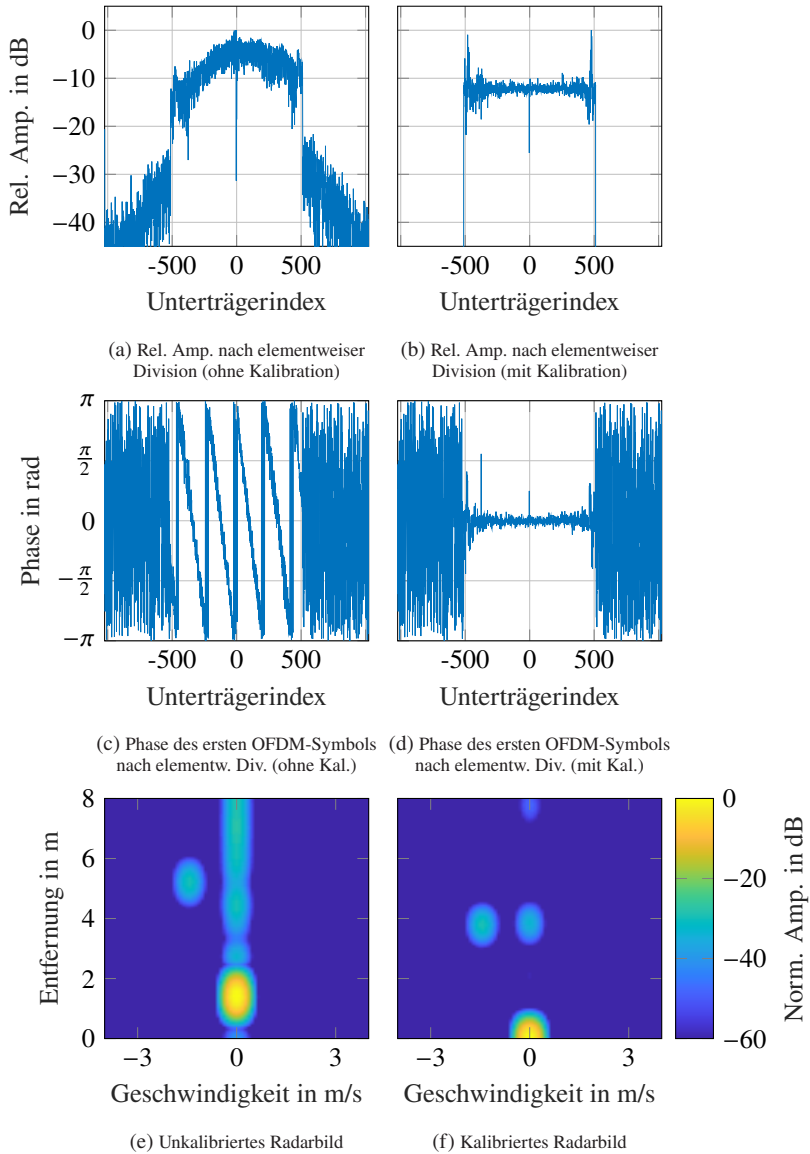 0
−10
−20
−30
−40
Rel. Amp. in dB
-500 0 500
Unterträgerindex
-500 0 500
Unterträgerindex
(a) Rel. Amp. nach elementweiser
Division (ohne Kalibration)
(b) Rel. Amp. nach elementweiser
Division (mit Kalibration)
π
π/2
0
−π/2
−π
Phase in rad
-500 0 500
Unterträgerindex
-500 0 500
Unterträgerindex
(c) Phase des ersten OFDM-Symbols
nach elementw. Div. (ohne Kal.)
(d) Phase des ersten OFDM-Symbols
nach elementw. Div. (mit Kal.)
8
6
4
2
0
Entfernung in m
−3 0 3
Geschwindigkeit in m/s
−3 0 3
Geschwindigkeit in m/s
0
−20
−40
−60
Norm. Amp. in dB
(e) Unkalibriertes Radarbild
(f) Kalibriertes Radarbild